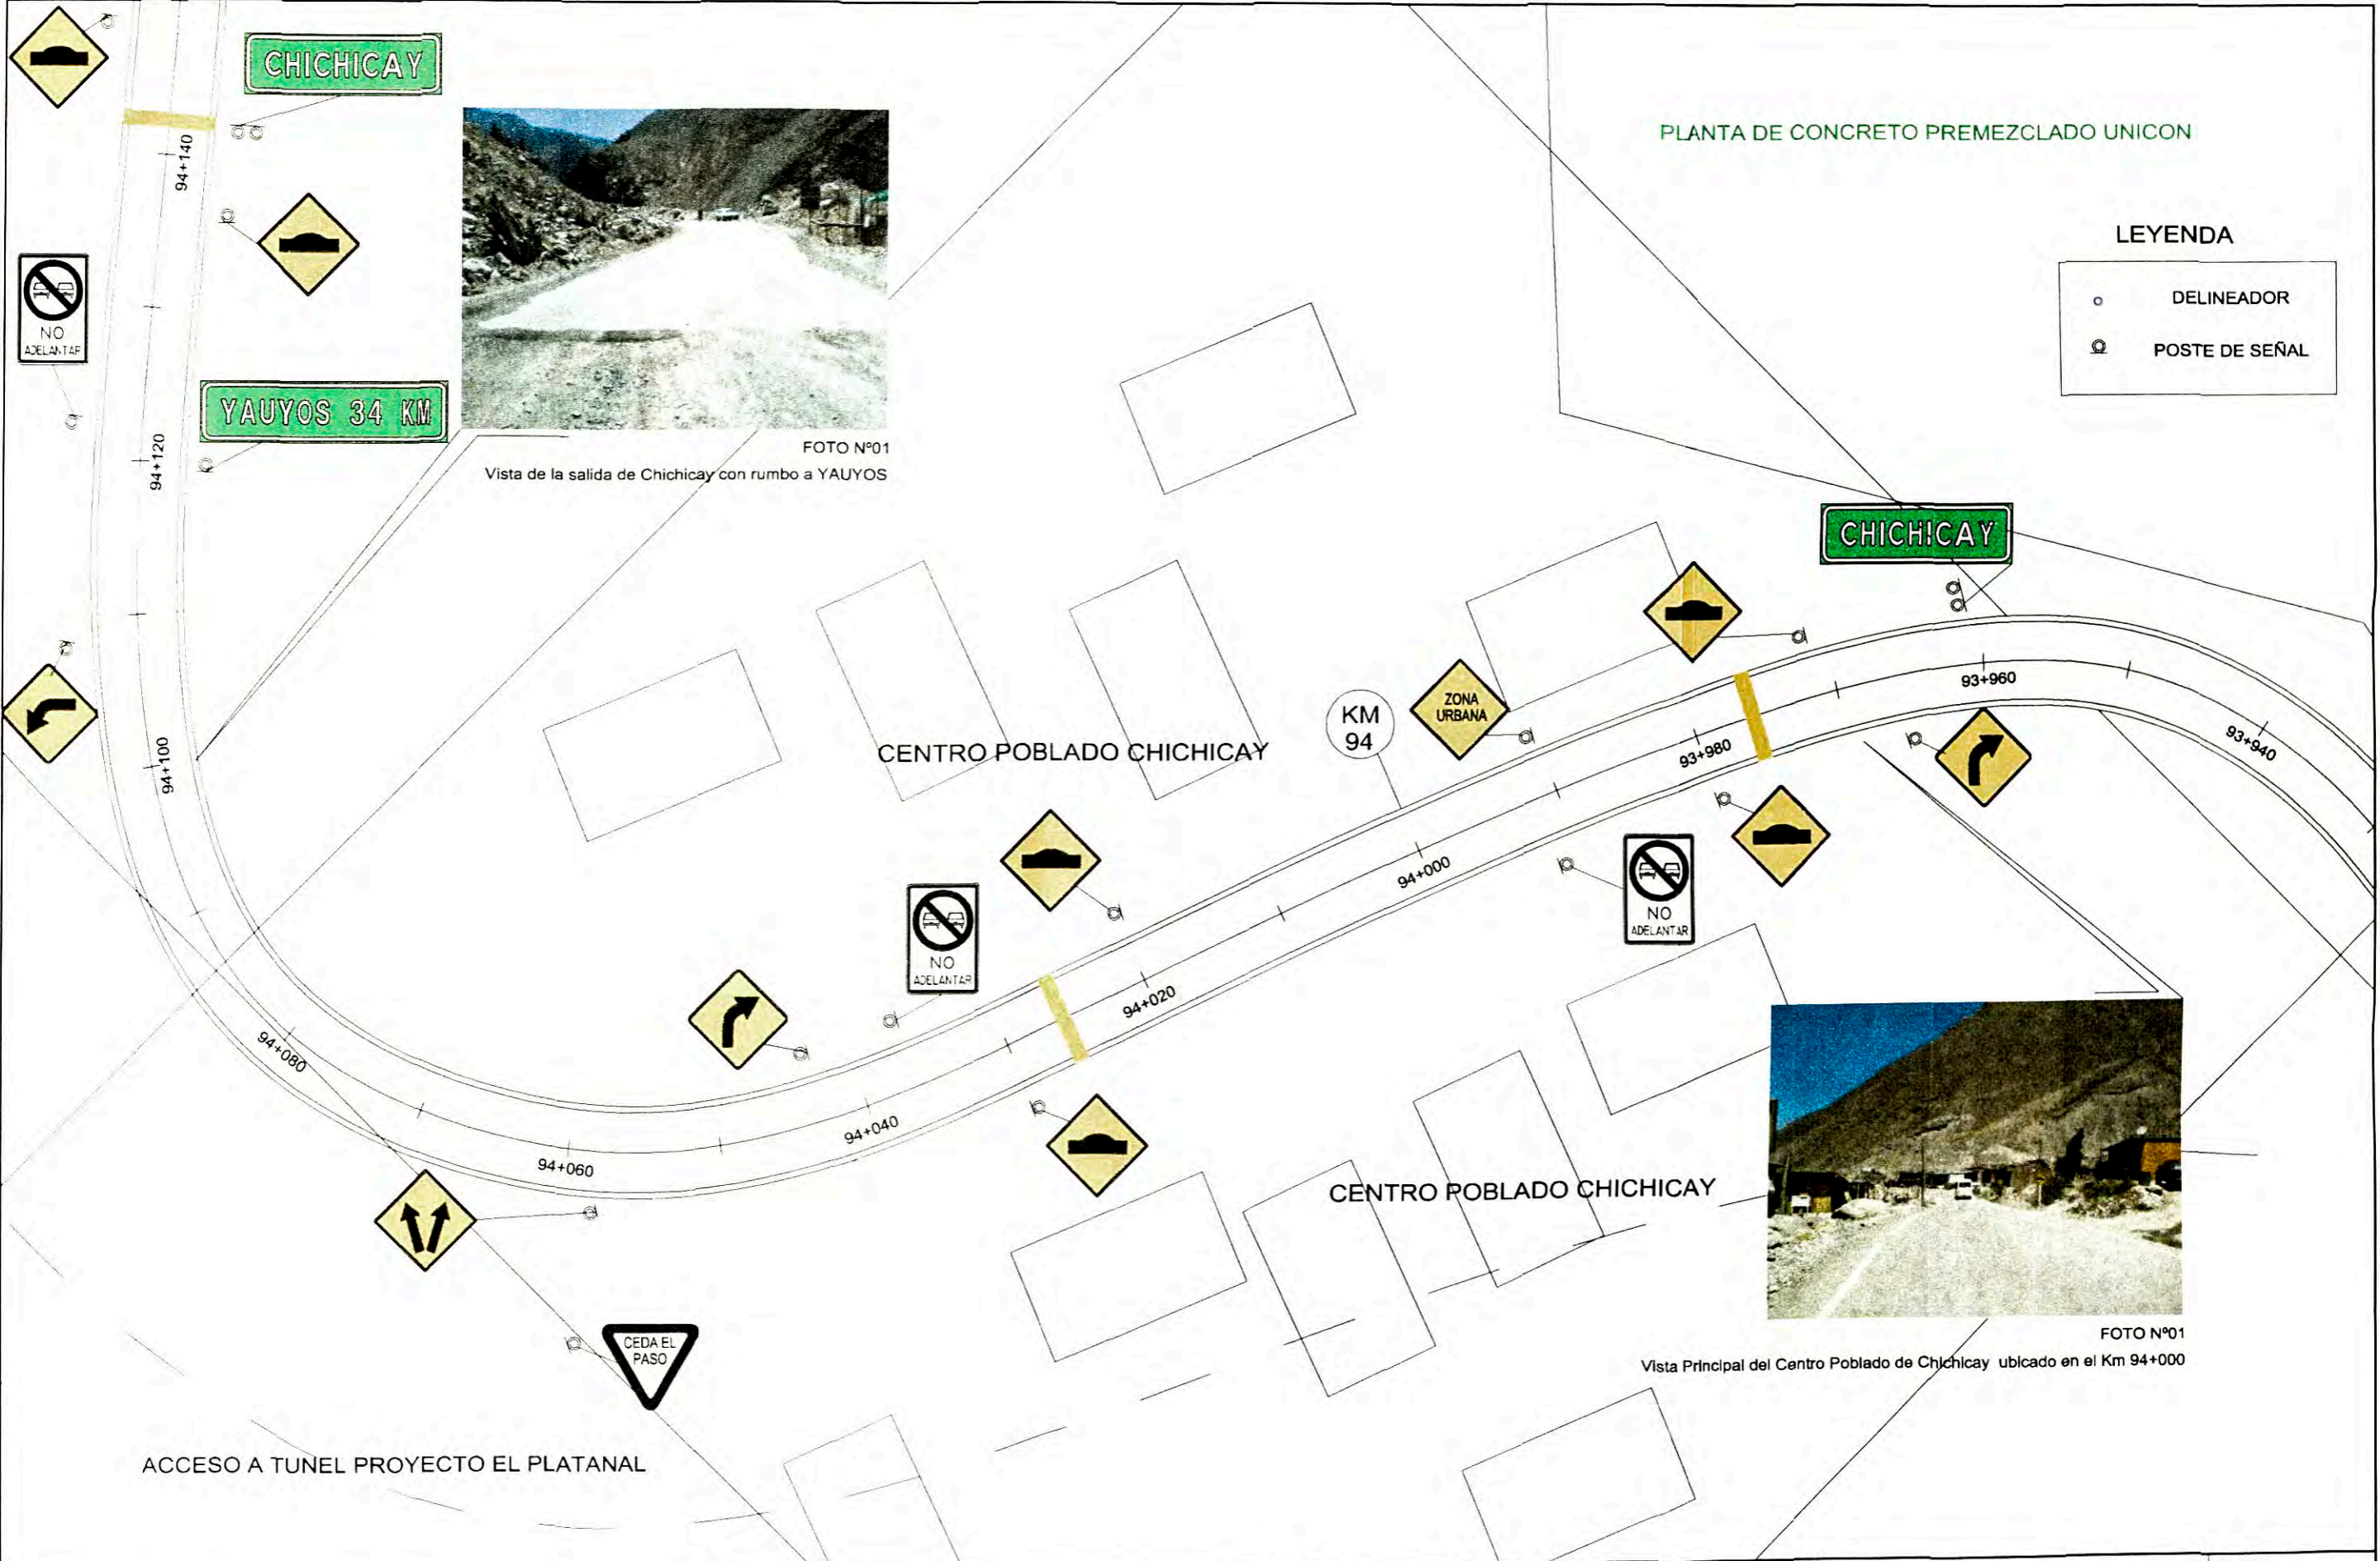 CHICHICAY
PLANTA DE CONCRETO PREMEZCLADO UNICON
94+140
LEYENDA
DELINEADOR
POSTE DE SEÑAL
NO
ADELANTAR
YAUYOS 34 KM
94+120
FOTO Nº01
Vista de la salida de Chichicay con rumbo a YAUYOS
CHICHICAY
ZONA
URBANA
KM
94
93+960
93+940
93+980
94+100
CENTRO POBLADO CHICHICAY
94+000
NO
ADELANTAR
NO
ADELANTAR
94+020
94+080
94+040
94+060
CENTRO POBLADO CHICHICAY
CEDA EL
PASO
FOTO Nº01
Vista Principal del Centro Poblado de Chichicay ubicado en el Km 94+000
ACCESO A TUNEL PROYECTO EL PLATANAL